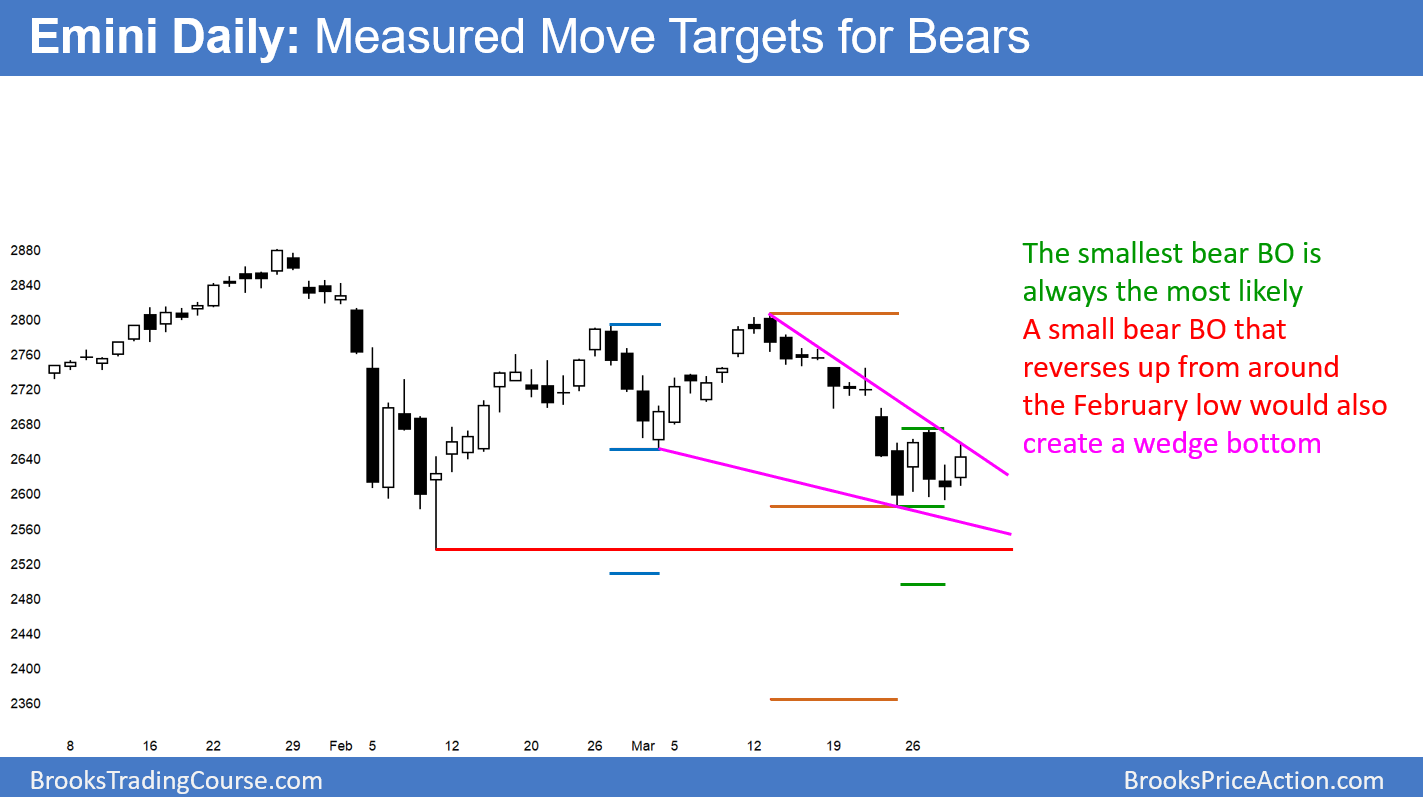 Emini Daily: Measured Move Targets for Bears
The smallest bear BO is
always the most likely
A small bear BO that
reverses up from around
the February low would also
create a wedge bottom
2880
2840
2800
2760
2720
2680
2640
2600
2560
2520
2480
2440
2400
2360
8 16 22 29 Feb 5 12 20 26 Mar 5 12 19 26
BrooksTradingCourse.com BrooksPriceAction.com